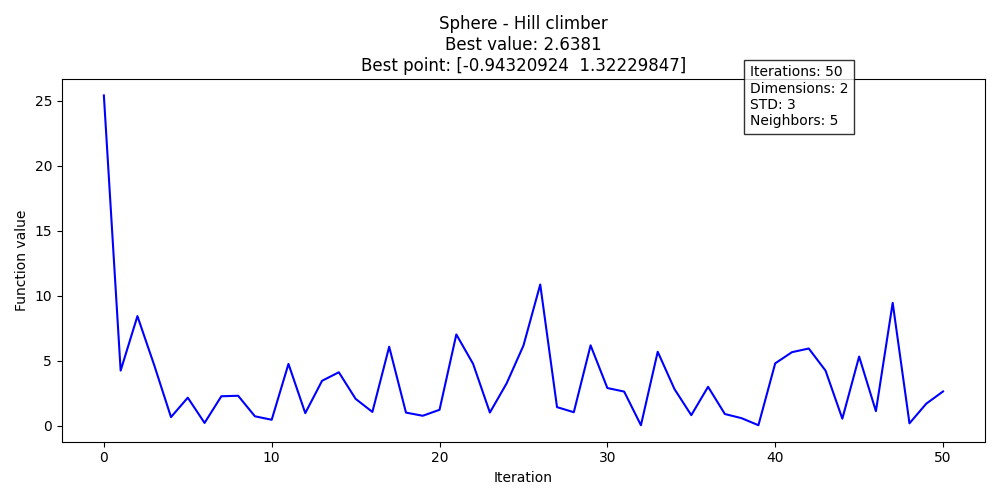 Sphere - Hill climber
Best value: 2.6381
Best point: [-0.94320924  1.32229847]
Iterations: 50
Dimensions: 2
STD: 3
Neighbors: 5
Function value
25
20
15
10
5
0
0
10
20
30
40
50
Iteration